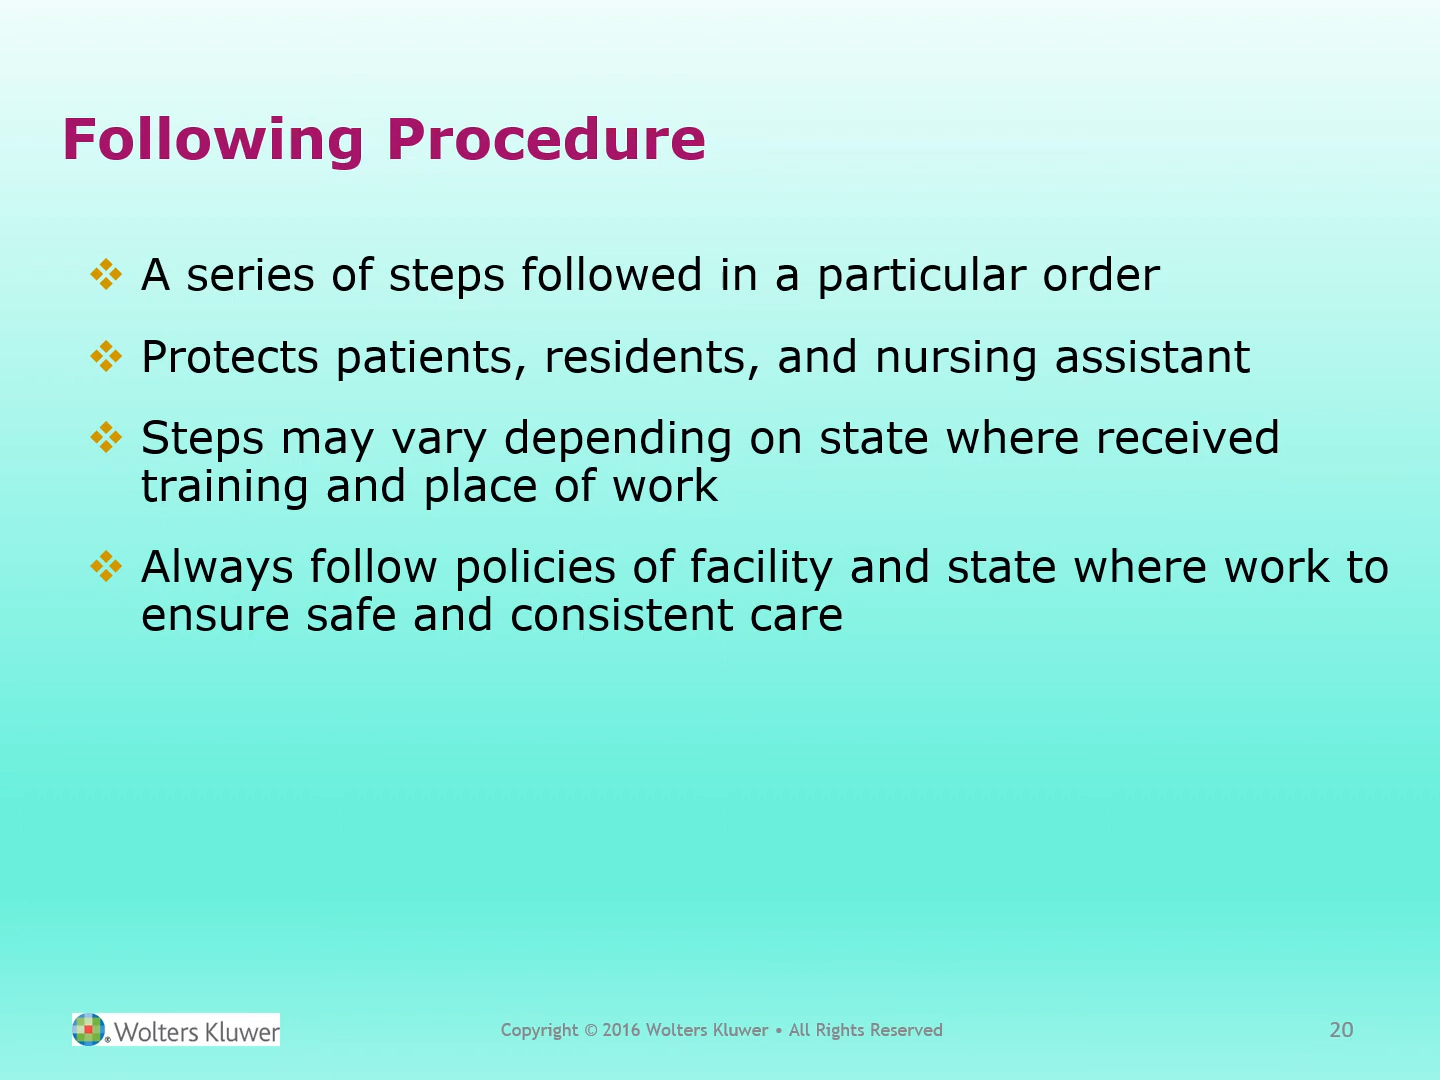 Following Procedure
❖ A series of steps followed in a particular order
❖ Protects patients, residents, and nursing assistant
❖ Steps may vary depending on state where received
training and place of work
❖ Always follow policies of facility and state where work to
ensure safe and consistent care
® Wolters Kluwer
Copyright © 2016 Wolters Kluwer • All Rights Reserved
20